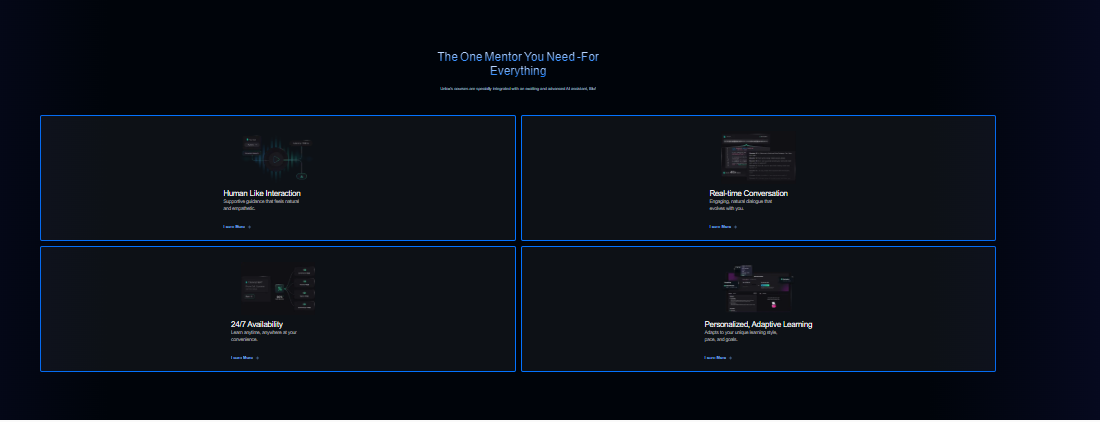 The One Mentor You Need -For
Everything
courses are specially integrated with an exciting and advanced AI assistant,
Human Like Interaction
Supportive guidance that feels natural
and empathetic.
Learn More →
Real-time Conversation
Engaging, natural dialogue that
evolves with you.
Learn More →
24/7 Availability
Learn anytime, anywhere at your
convenience.
Learn More →
Personalized, Adaptive Learning
Adapts to your unique learning style,
pace, and goals.
Learn More →